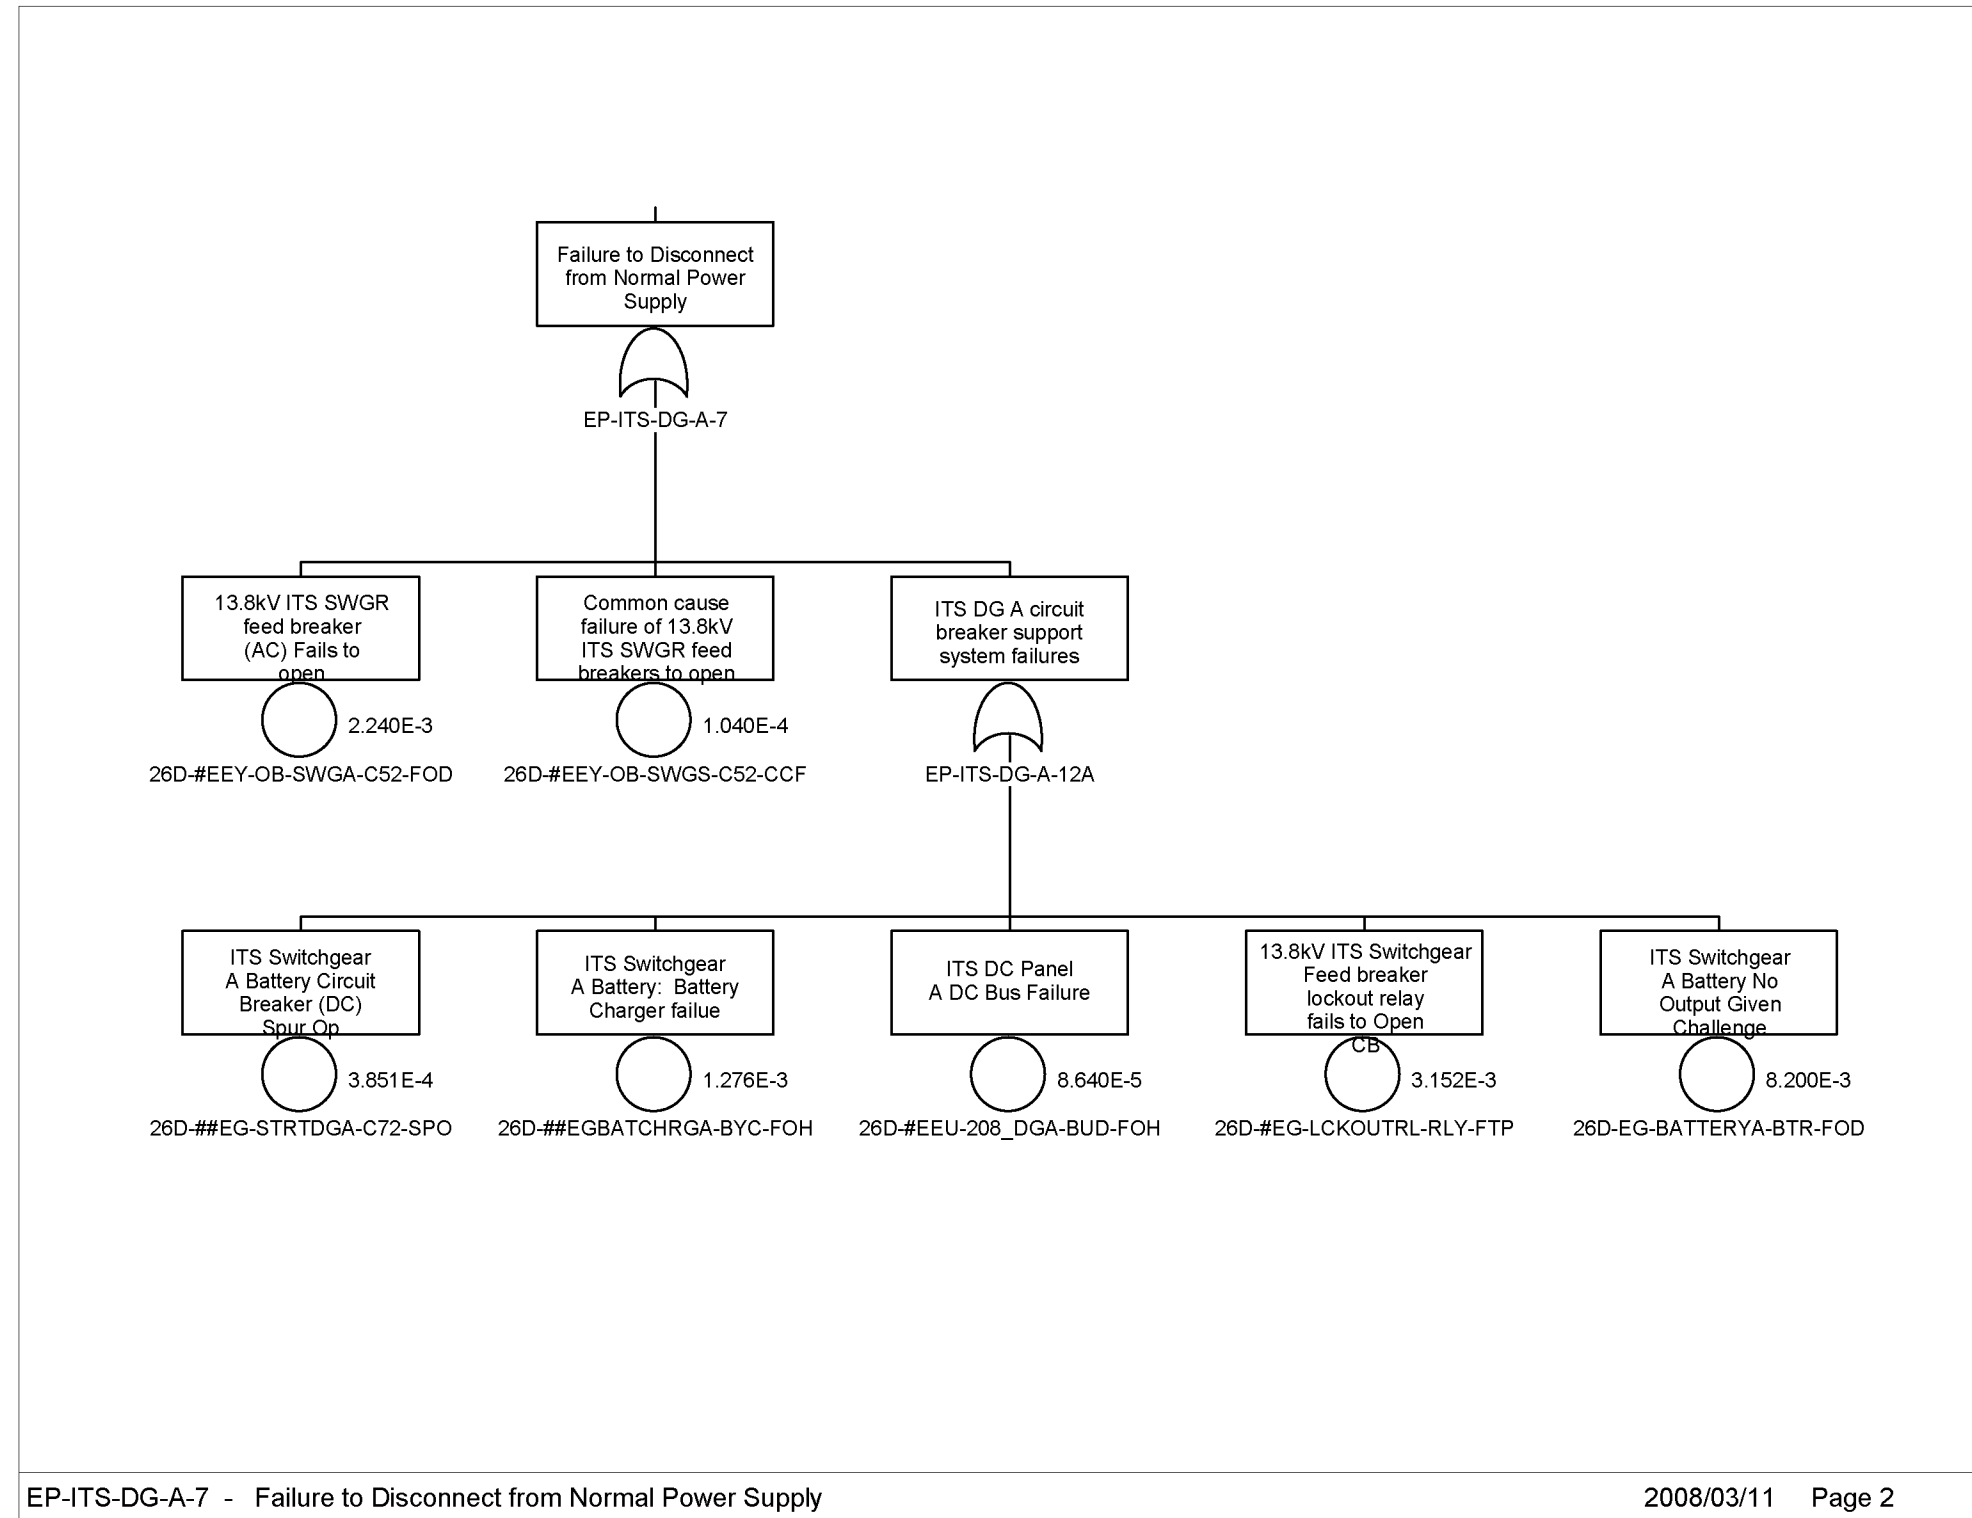 Failure to Disconnect
from Normal Power
Supply
EP-ITS-DG-A-7
13.8kV ITS SWGR
feed breaker
(AC) Fails to
open
2.240E-3
26D-#EEY-OB-SWGA-C52-FOD
Common cause
failure of 13.8kV
ITS SWGR feed
breakers to open
1.040E-4
26D-#EEY-OB-SWGS-C52-CCF
ITS DG A circuit
breaker support
system failures
EP-ITS-DG-A-12A
ITS Switchgear
A Battery Circuit
Breaker (DC)
Spur Op
3.851E-4
26D-##EG-STRTDGA-C72-SPO
ITS Switchgear
A Battery:  Battery
Charger failue
1.276E-3
26D-##EGBATCHRGA-BYC-FOH
ITS DC Panel
A DC Bus Failure
8.640E-5
26D-#EEU-208_DGA-BUD-FOH
13.8kV ITS Switchgear
Feed breaker
lockout relay
fails to Open
CB
3.152E-3
26D-#EG-LCKOUTRL-RLY-FTP
ITS Switchgear
A Battery No
Output Given
Challenge
8.200E-3
26D-EG-BATTERYA-BTR-FOD
EP-ITS-DG-A-7  -  Failure to Disconnect from Normal Power Supply
2008/03/11    Page 2